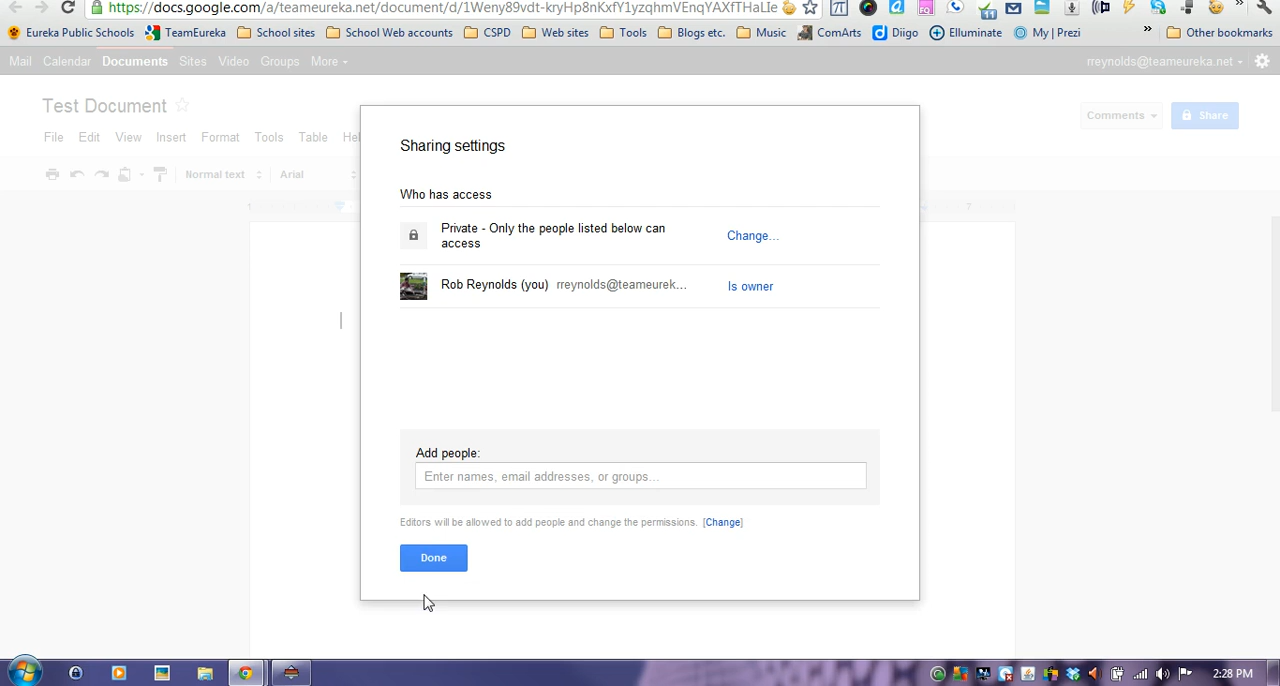 https://docs.google.com/a/teameureka.net/document/d/1Weny89vdt-kryHp8nKxfY1yzqhmVEnqYAXfTHaLIe
11
Eureka Public Schools TeamEureka School sites School Web accounts CSPD Web sites Tools Blogs etc. Music ComArts Diigo Elluminate My | Prezi » Other bookmarks
Mail Calendar Documents Sites Video Groups More rreynolds@teameureka.net
Test Document
Comments Share
File Edit View Insert Format Tools Table Hel
Normal text Arial
Sharing settings
Who has access
Private - Only the people listed below can
access
Change...
Rob Reynolds (you) rreynolds@teameurek... Is owner
Add people:
Enter names, email addresses, or groups...
Editors will be allowed to add people and change the permissions. [Change]
Done
2:28 PM